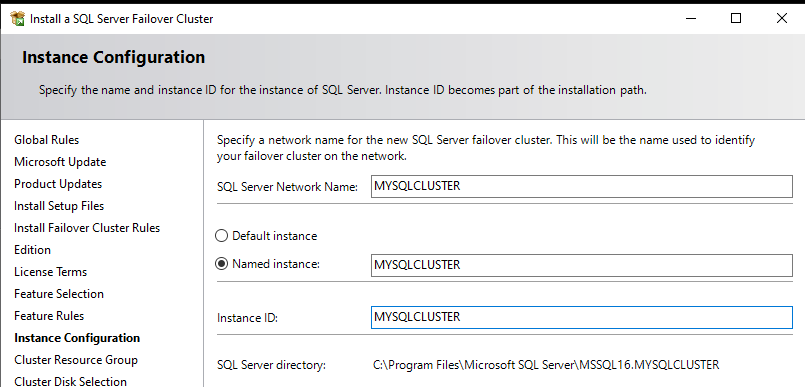 Install a SQL Server Failover Cluster
Instance Configuration
Specify the name and instance ID for the instance of SQL Server. Instance ID becomes part of the installation path.
Global Rules
Microsoft Update
Product Updates
Install Setup Files
Install Failover Cluster Rules
Edition
License Terms
Feature Selection
Feature Rules
Instance Configuration
Cluster Resource Group
Cluster Disk Selection
Specify a network name for the new SQL Server failover cluster. This will be the name used to identify
your failover cluster on the network.
SQL Server Network Name: MYSQLCLUSTER
Default instance
Named instance: MYSQLCLUSTER
Instance ID: MYSQLCLUSTER
SQL Server directory: C:\Program Files\Microsoft SQL Server\MSSQL16.MYSQLCLUSTER